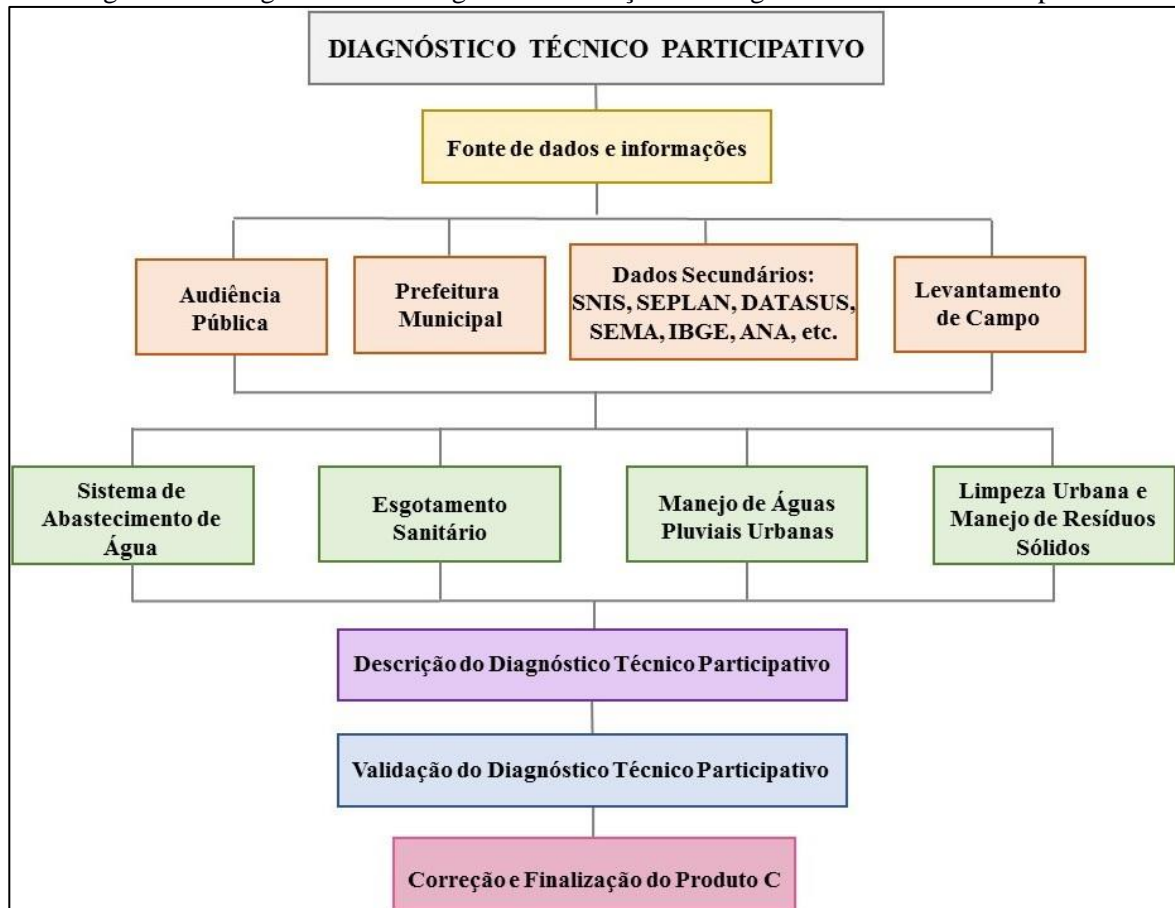 DIAGNÓSTICO TÉCNICO PARTICIPATIVO
Fonte de dados e informações
Audiência
Pública
Prefeitura
Municipal
Dados Secundários:
SNIS, SEPLAN, DATASUS,
SEMA, IBGE, ANA, etc.
Levantamento
de Campo
Sistema de
Abastecimento de
Água
Esgotamento
Sanitário
Manejo de Águas
Pluviais Urbanas
Limpeza Urbana e
Manejo de Resíduos
Sólidos
Descrição do Diagnóstico Técnico Participativo
Validação do Diagnóstico Técnico Participativo
Correção e Finalização do Produto C